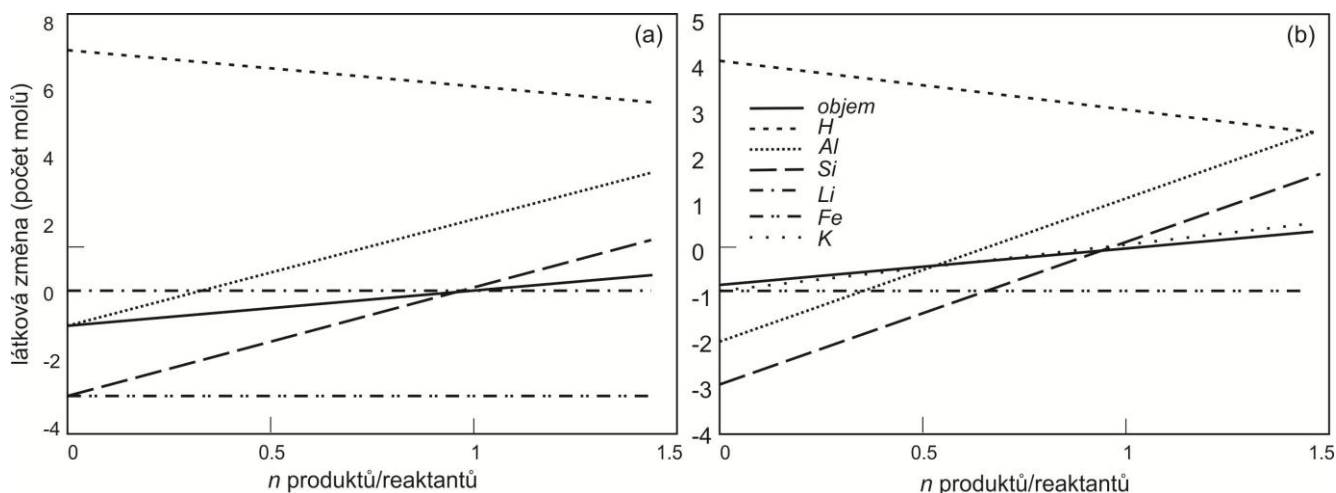 (a)
8
6
4
2
0
-2
-4
látková změna (počet molů)
0
0.5
1
1.5
n produktů/reaktantů
(b)
5
4
3
2
1
0
-1
-2
-3
-4
objem
H
Al
Si
Li
Fe
K
0
0.5
1
1.5
n produktů/reaktantů